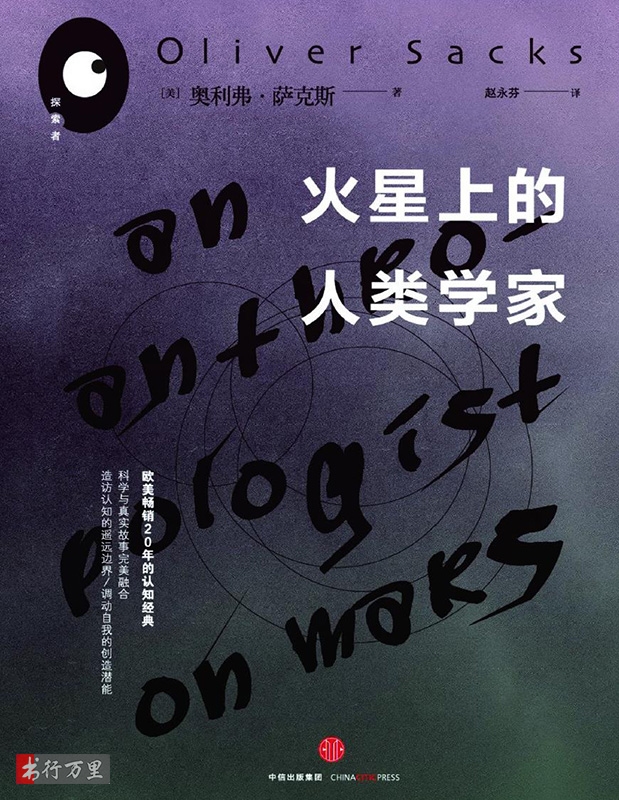 Oliver Sacks
[美] 奥利弗·萨克斯 著
赵永芬 译
探索者
火星上的
人类学家
an
anthro-
pologist
on mars
欧美畅销20年的认知经典
科学与真实故事完美融合
造访认知的遥远边界/调动自我的创造潜能
中信出版集团 CHINA CITIC PRESS
书行万里